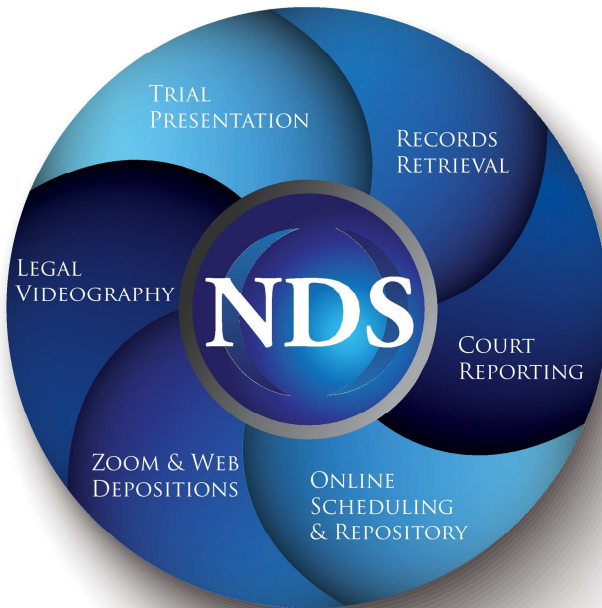 TRIAL
PRESENTATION
RECORDS
RETRIEVAL
LEGAL
VIDEOGRAPHY
NDS
COURT
REPORTING
ZOOM & WEB
DEPOSITIONS
ONLINE
SCHEDULING
& REPOSITORY